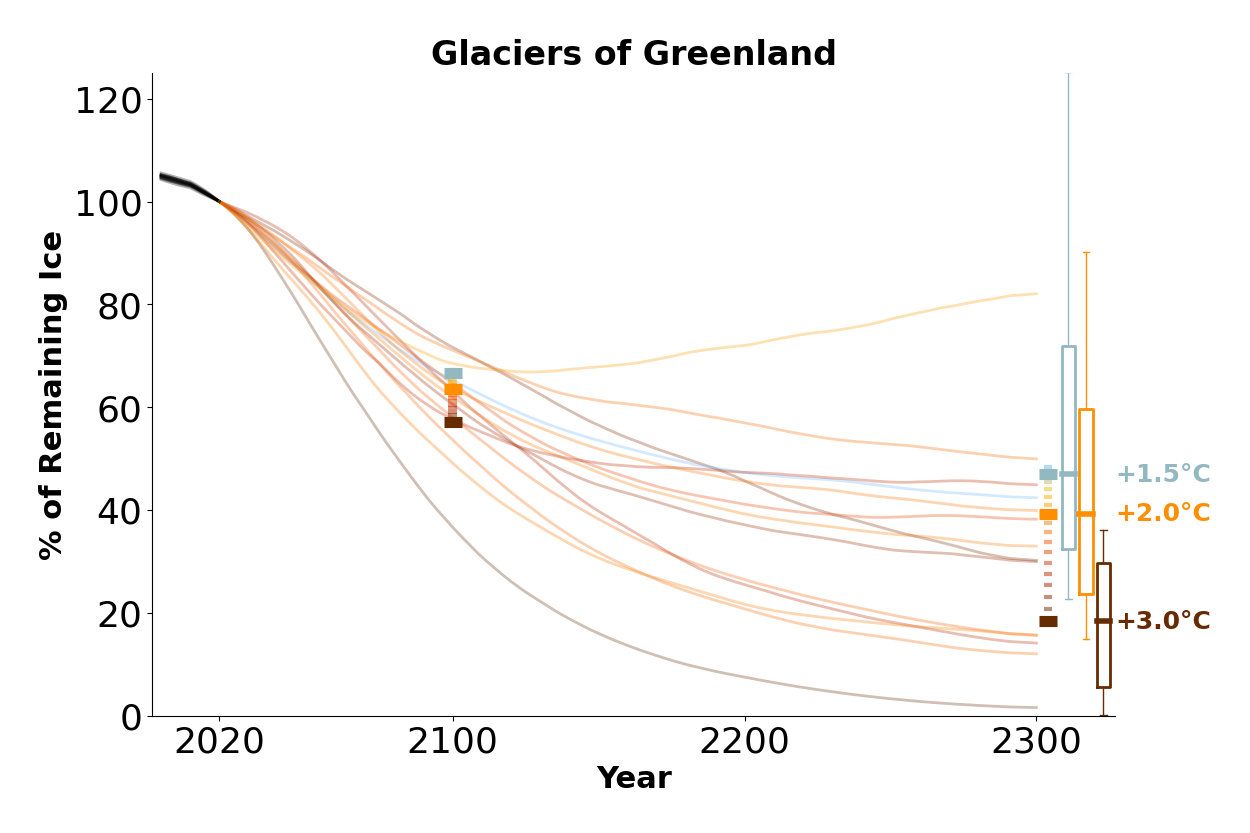 Glaciers of Greenland
% of Remaining Ice
120
100
80
60
40
20
0
+1.5°C
+2.0°C
+3.0°C
2020 2100 2200 2300
Year